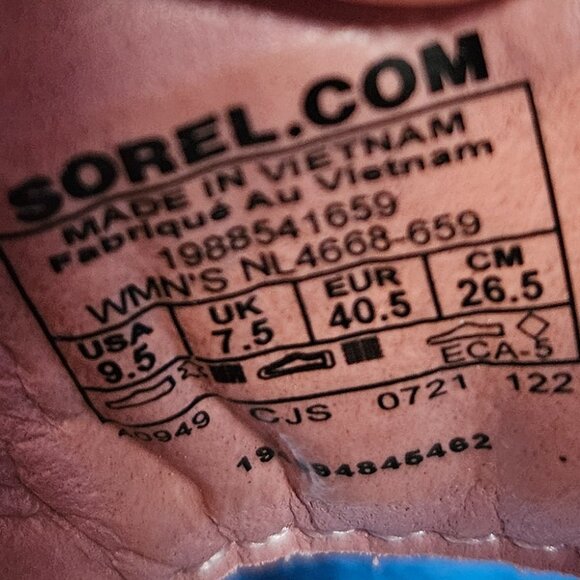 SOREL.COM
MADE IN VIETNAM
Fabriqué Au Vietnam
1988541659
WMN'S NL4668-659
USA UK EUR CM
9.5 7.5 40.5 26.5
ECA-5
CJS 0721 122